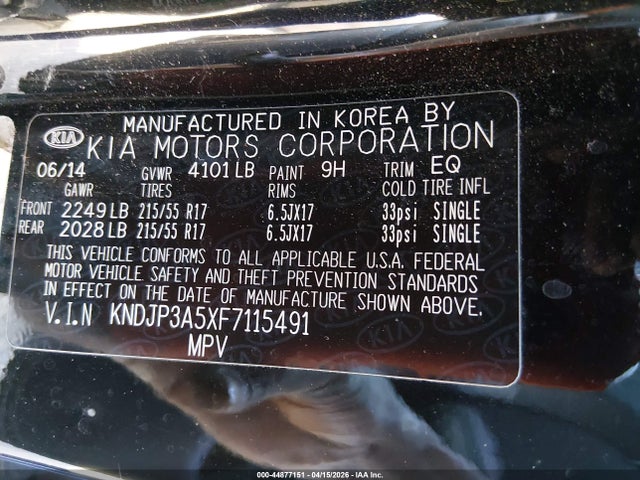 MANUFACTURED IN KOREA BY
KIA KIA MOTORS CORPORATION
06/14 GVWR 4101 LB PAINT 9H TRIM EQ
GAWR TIRES RIMS COLD TIRE INFL
FRONT 2249 LB 215/55 R17 6.5JX17 33psi SINGLE
REAR 2028 LB 215/55 R17 6.5JX17 33psi SINGLE
THIS VEHICLE CONFORMS TO ALL APPLICABLE U.S.A. FEDERAL
MOTOR VEHICLE SAFETY AND THEFT PREVENTION STANDARDS
IN EFFECT ON THE DATE OF MANUFACTURE SHOWN ABOVE.
V.I.N KNDJP3A5XF7115491
MPV
000-44877151 - 04/15/2026 - IAA Inc.